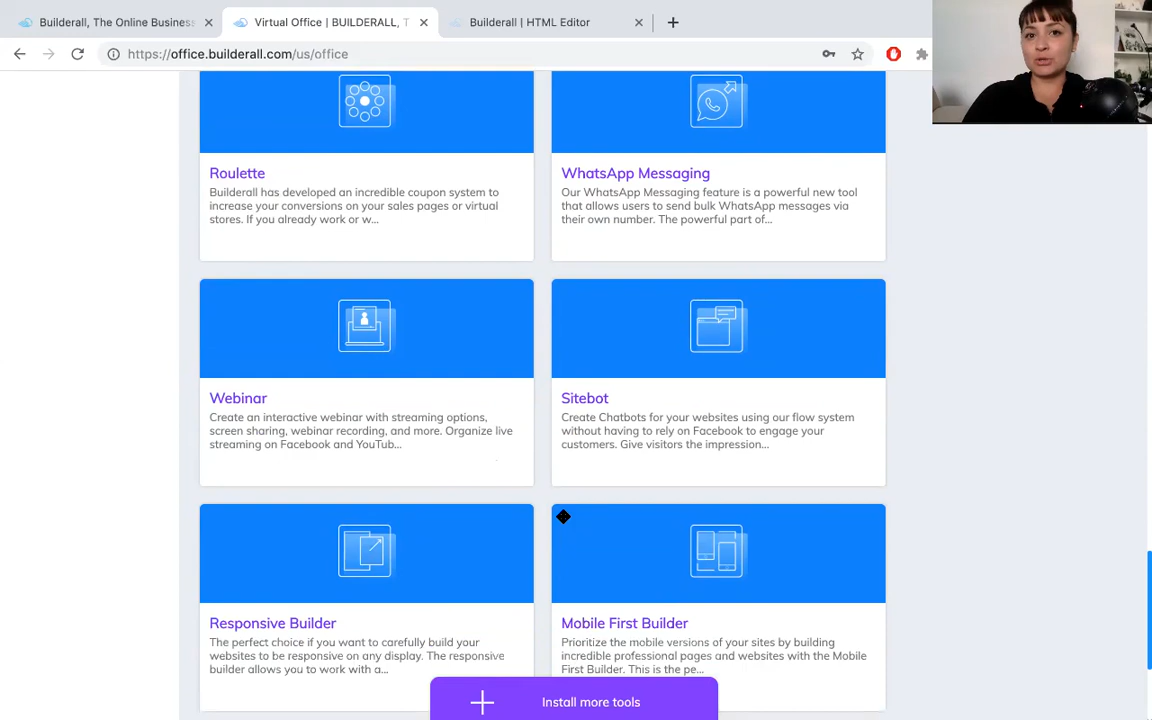 Builderall, The Online Business
Virtual Office | BUILDERALL, T
Builderall | HTML Editor
https://office.builderall.com/us/office
Roulette
Builderall has developed an incredible coupon system to
increase your conversions on your sales pages or virtual
stores. If you already work or w...
WhatsApp Messaging
Our WhatsApp Messaging feature is a powerful new tool
that allows users to send bulk WhatsApp messages via
their own number. The powerful part of...
Webinar
Create an interactive webinar with streaming options,
screen sharing, webinar recording, and more. Organize live
streaming on Facebook and YouTub...
Sitebot
Create Chatbots for your websites using our flow system
without having to rely on Facebook to engage your
customers. Give visitors the impression...
Responsive Builder
The perfect choice if you want to carefully build your
websites to be responsive on any display. The responsive
builder allows you to work with a...
Mobile First Builder
Prioritize the mobile versions of your sites by building
incredible professional pages and websites with the Mobile
First Builder. This is the pe...
Install more tools